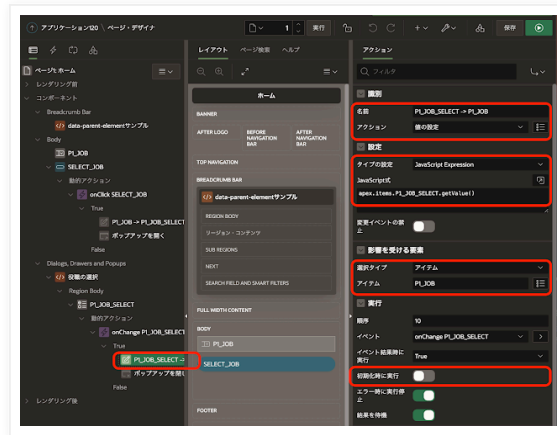 アプリケーション120 \ ページ・デザイナ
1
実行
保存
ページ1: ホーム
レンダリング前
コンポーネント
Breadcrumb Bar
data-parent-elementサンプル
Body
P1_JOB
SELECT_JOB
動的アクション
onClick SELECT_JOB
True
P1_JOB -> P1_JOB_SELECT
ポップアップを開く
False
Dialogs, Drawers and Popups
役職の選択
Region Body
P1_JOB_SELECT
動的アクション
onChange P1_JOB_SELECT
True
P1_JOB_SELECT ->
ポップアップを閉じ
False
レンダリング後
レイアウト
ページ検索
ヘルプ
ホーム
BANNER
AFTER LOGO
BEFORE NAVIGATION BAR
AFTER NAVIGATION BAR
TOP NAVIGATION
BREADCRUMB BAR
data-parent-elementサンプル
REGION BODY
リージョン・コンテンツ
SUB REGIONS
NEXT
SEARCH FIELD AND SMART FILTERS
FULL WIDTH CONTENT
BODY
P1_JOB
SELECT_JOB
FOOTER
アクション
フィルタ
識別
名前
P1_JOB_SELECT -> P1_JOB
アクション
値の設定
設定
タイプの設定
JavaScript Expression
JavaScript式
apex.items.P1_JOB_SELECT.getValue()
変更イベントの禁止
影響を受ける要素
選択タイプ
アイテム
アイテム
P1_JOB
実行
順序
10
イベント
onChange P1_JOB_SELECT
イベント結果時に実行
True
初期化時に実行
エラー時に実行停止
結果を待機